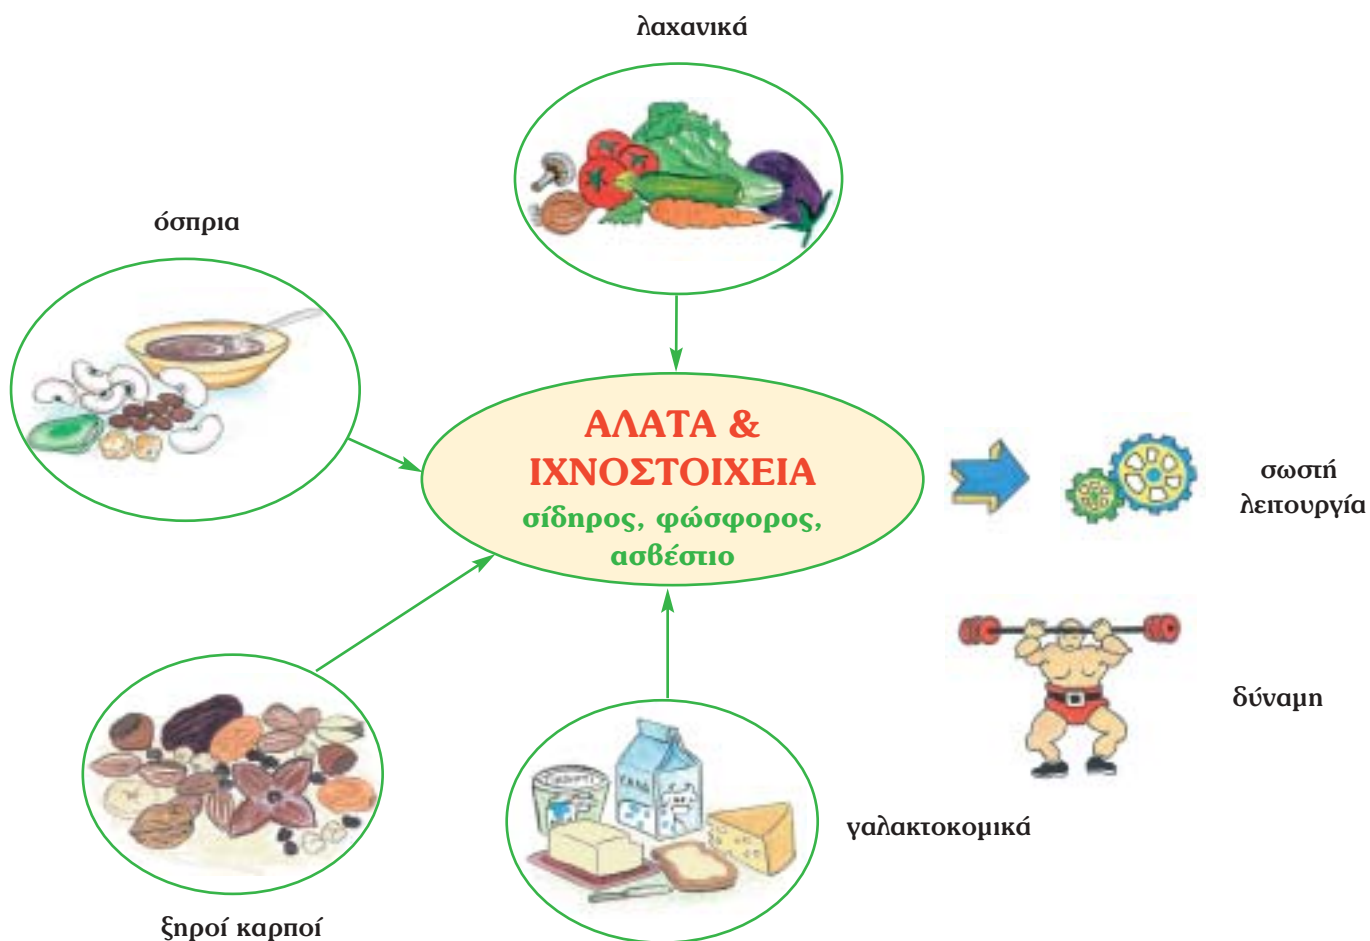 λαχανικά
όσπρια
ΑΛΑΤΑ &
ΙΧΝΟΣΤΟΙΧΕΙΑ
σίδηρος, φώσφορος,
ασβέστιο
σωστή
λειτουργία
δύναμη
γαλακτοκομικά
ξηροί καρποί